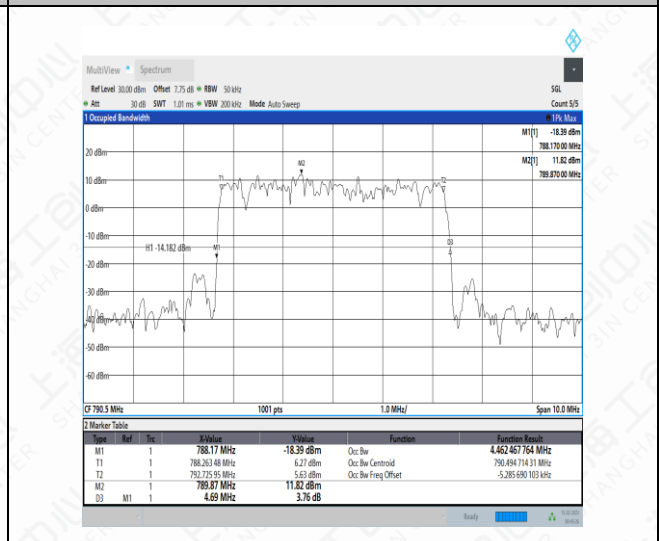 MultiView Spectrum
Ref Level 30.00 dBm Offset 7.75 dB RBW 50 kHz SGL
Att 30 dB SWT 1.01 ms VBW 200 kHz Mode Auto Sweep Count 5/5
1 Occupied Bandwidth 1Pk Max
M1[1] -18.39 dBm
788.170 00 MHz
M2[1] 11.82 dBm
789.870 00 MHz
20 dBm
M2
T1
T2
10 dBm
0 dBm
-10 dBm
D3
H1 -14.182 dBm
M1
-20 dBm
-30 dBm
-40 dBm
-50 dBm
-60 dBm
CF 790.5 MHz 1001 pts 1.0 MHz/ Span 10.0 MHz
2 Marker Table
Type Ref Trc X-Value Y-Value Function Function Result
M1 1 788.17 MHz -18.39 dBm Occ Bw 4.462 467 764 MHz
T1 1 788.263 48 MHz 6.27 dBm Occ Bw Centroid 790.494 714 31 MHz
T2 1 792.725 95 MHz 5.63 dBm Occ Bw Freq Offset -5.285 690 103 kHz
M2 1 789.87 MHz 11.82 dBm
D3 M1 1 4.69 MHz 3.76 dB
Ready